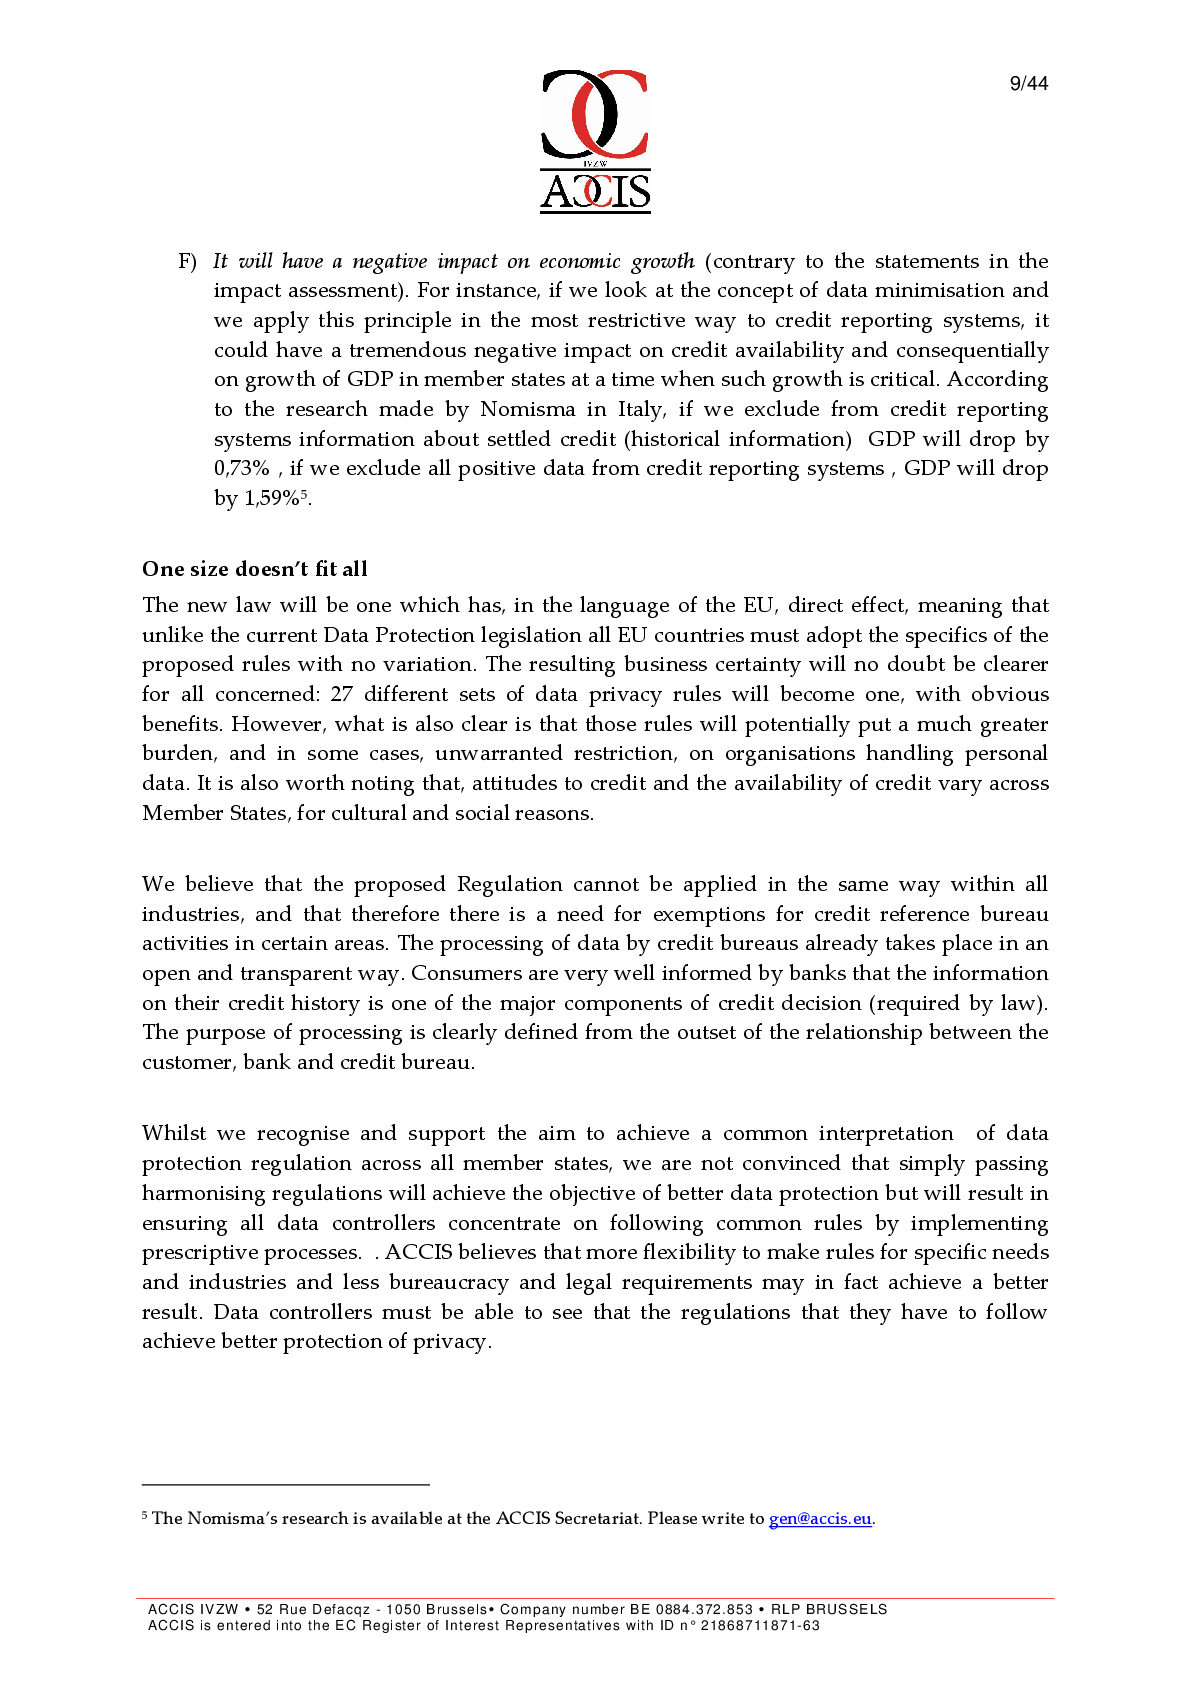 9/44
IVZW
ACCIS
F) It will have a negative impact on economic growth (contrary to the statements in the
impact assessment). For instance, if we look at the concept of data minimisation and
we apply this principle in the most restrictive way to credit reporting systems, it
could have a tremendous negative impact on credit availability and consequentially
on growth of GDP in member states at a time when such growth is critical. According
to the research made by Nomisma in Italy, if we exclude from credit reporting
systems information about settled credit (historical information)  GDP will drop by
0,73% , if we exclude all positive data from credit reporting systems , GDP will drop
by 1,59%⁵.
One size doesn’t fit all
The new law will be one which has, in the language of the EU, direct effect, meaning that
unlike the current Data Protection legislation all EU countries must adopt the specifics of the
proposed rules with no variation. The resulting business certainty will no doubt be clearer
for all concerned: 27 different sets of data privacy rules will become one, with obvious
benefits. However, what is also clear is that those rules will potentially put a much greater
burden, and in some cases, unwarranted restriction, on organisations handling personal
data. It is also worth noting that, attitudes to credit and the availability of credit vary across
Member States, for cultural and social reasons.
We believe that the proposed Regulation cannot be applied in the same way within all
industries, and that therefore there is a need for exemptions for credit reference bureau
activities in certain areas. The processing of data by credit bureaus already takes place in an
open and transparent way. Consumers are very well informed by banks that the information
on their credit history is one of the major components of credit decision (required by law).
The purpose of processing is clearly defined from the outset of the relationship between the
customer, bank and credit bureau.
Whilst we recognise and support the aim to achieve a common interpretation  of data
protection regulation across all member states, we are not convinced that simply passing
harmonising regulations will achieve the objective of better data protection but will result in
ensuring all data controllers concentrate on following common rules by implementing
prescriptive processes.  . ACCIS believes that more flexibility to make rules for specific needs
and industries and less bureaucracy and legal requirements may in fact achieve a better
result. Data controllers must be able to see that the regulations that they have to follow
achieve better protection of privacy.
⁵ The Nomisma’s research is available at the ACCIS Secretariat. Please write to gen@accis.eu.
ACCIS IVZW • 52 Rue Defacqz - 1050 Brussels• Company number BE 0884.372.853 • RLP BRUSSELS
ACCIS is entered into the EC Register of Interest Representatives with ID n° 21868711871-63